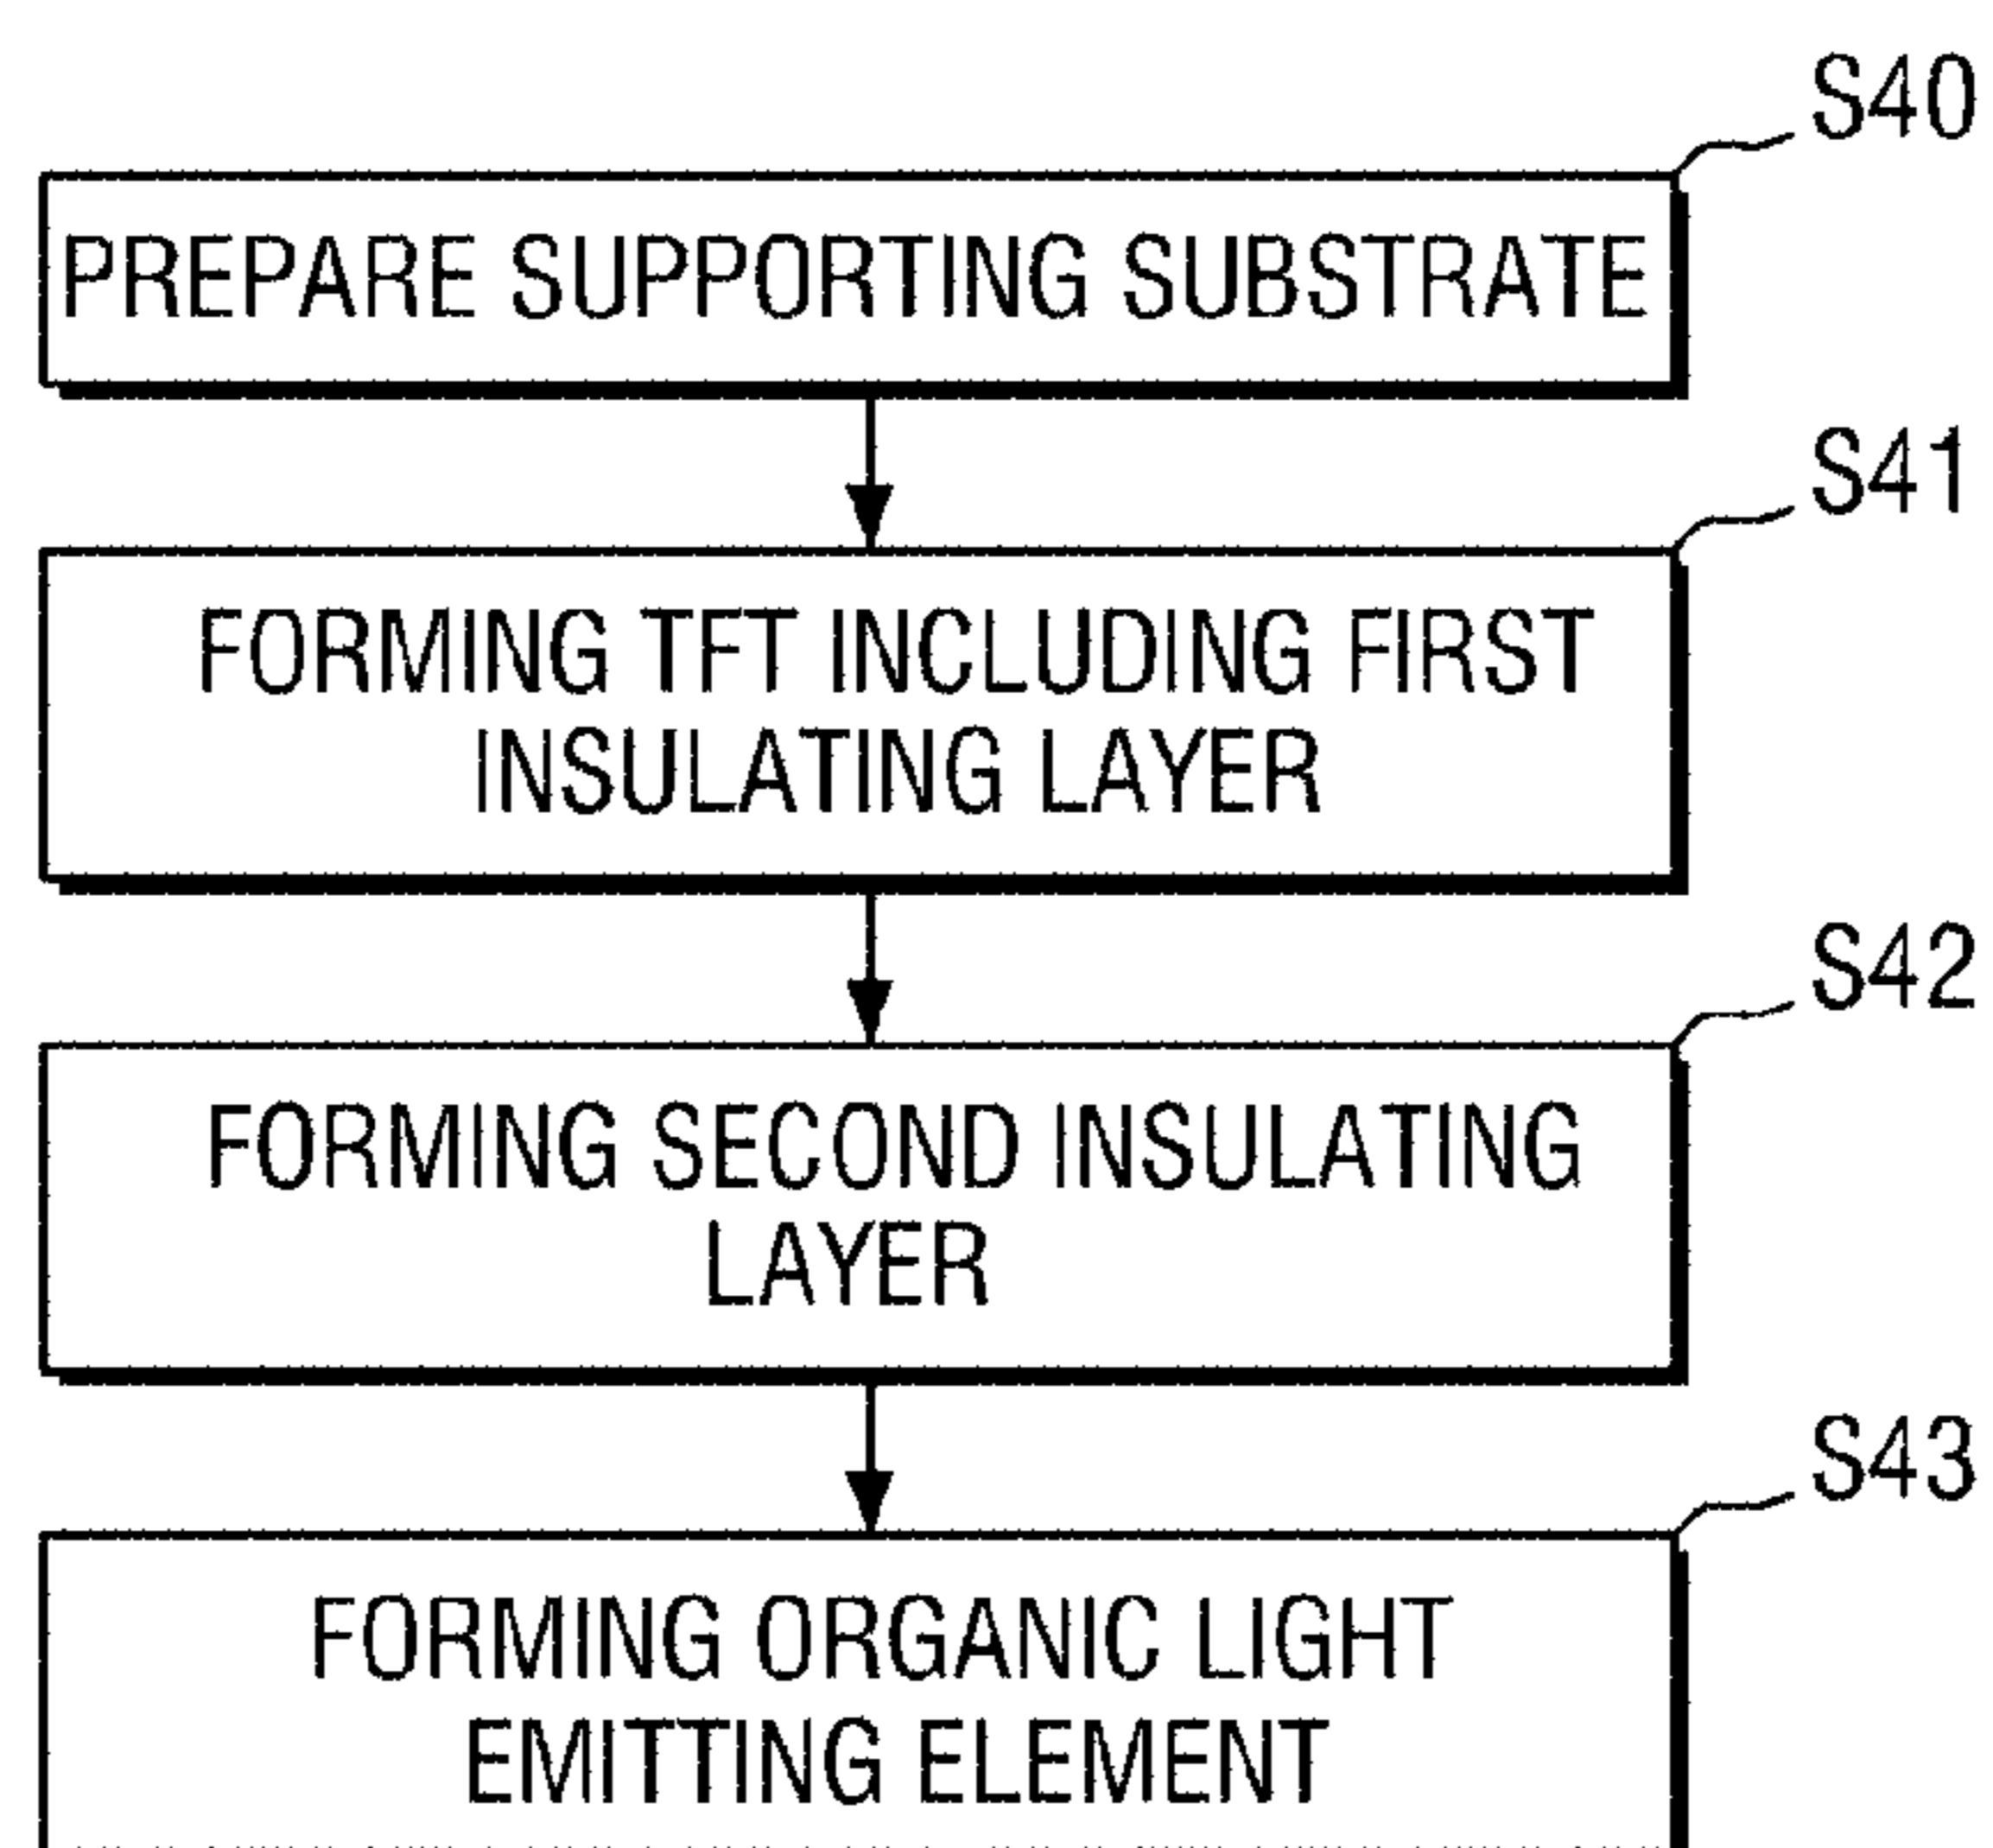 S40
PREPARE SUPPORTING SUBSTRATE
S41
FORMING TFT INCLUDING FIRST
INSULATING LAYER
S42
FORMING SECOND INSULATING
LAYER
S43
FORMING ORGANIC LIGHT
EMITTING ELEMENT